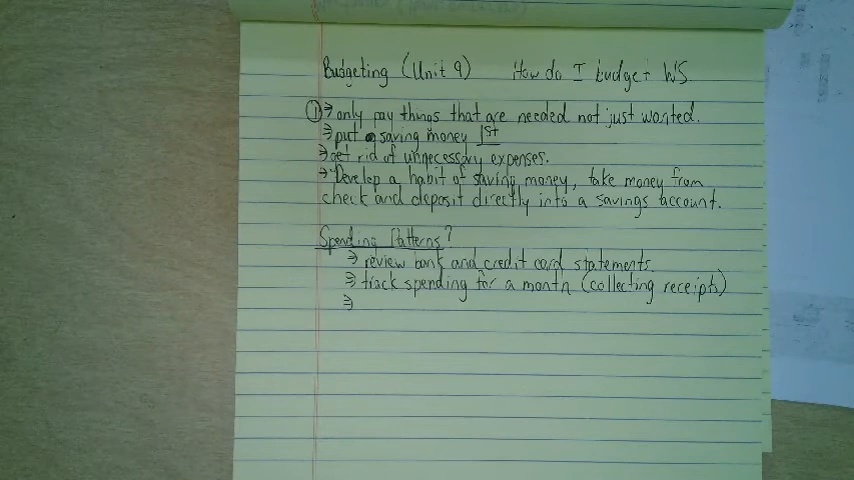 Budgeting (Unit 9) How do I budget WS
① → only pay things that are needed not just wanted.
→ put saving money 1st
→ get rid of unnecessary expenses.
→ Develop a habit of saving money, take money from
check and deposit directly into a savings account.
Spending Patterns?
→ review bank and credit card statements.
→ track spending for a month (collecting receipts)
→